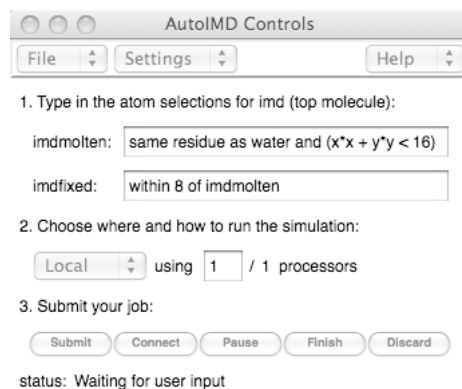 AutoIMD Controls
File Settings Help
1. Type in the atom selections for imd (top molecule):
imdmolten: same residue as water and (x*x + y*y < 16)
imdfixed: within 8 of imdmolten
2. Choose where and how to run the simulation:
Local using 1 / 1 processors
3. Submit your job:
Submit Connect Pause Finish Discard
status: Waiting for user input